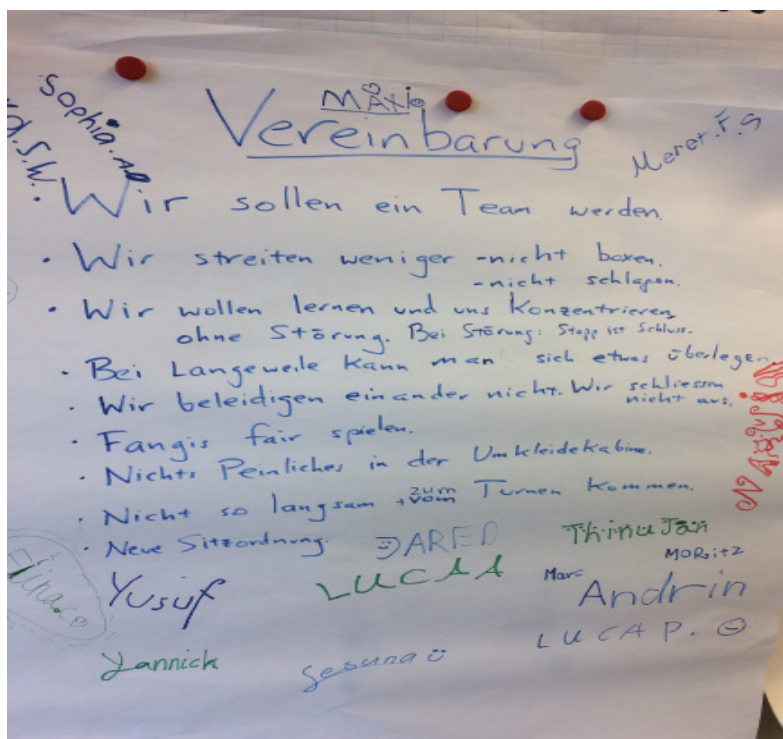 Sophia. A.
MAxi
Vereinbarung
Meret. F. S
d.S.W.
Wir sollen ein Team werden.
• Wir streiten weniger -nicht boxen.
-nicht schlagen.
• Wir wollen lernen und uns Konzentrieren,
ohne Störung. Bei Störung: Stopp ist Schluss.
• Bei Langeweile kann man sich etwas überlegen.
• Wir beleidigen einander nicht. Wir schliessen
nicht aus.
• Fangis fair spielen.
• Nichts Peinliches in der Umkleidekabine.
• Nicht so langsam zum
+ vom Turnen kommen.
• Neue Sitzordnung.
JARED
ThinuJan
MORitz
Yusuf
LUCAA
Marc
Andrin
LUCA P.
Yannick
Gesuna